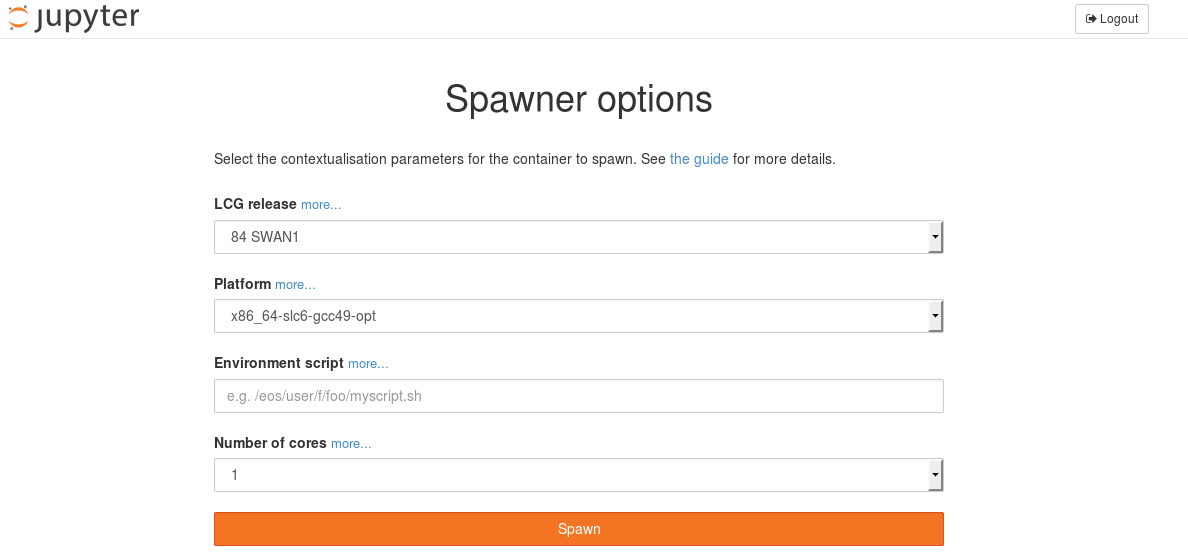 jupyter
Logout
Spawner options
Select the contextualisation parameters for the container to spawn. See the guide for more details.
LCG release more...
84 SWAN1
Platform more...
x86_64-slc6-gcc49-opt
Environment script more...
e.g. /eos/user/f/foo/myscript.sh
Number of cores more...
1
Spawn